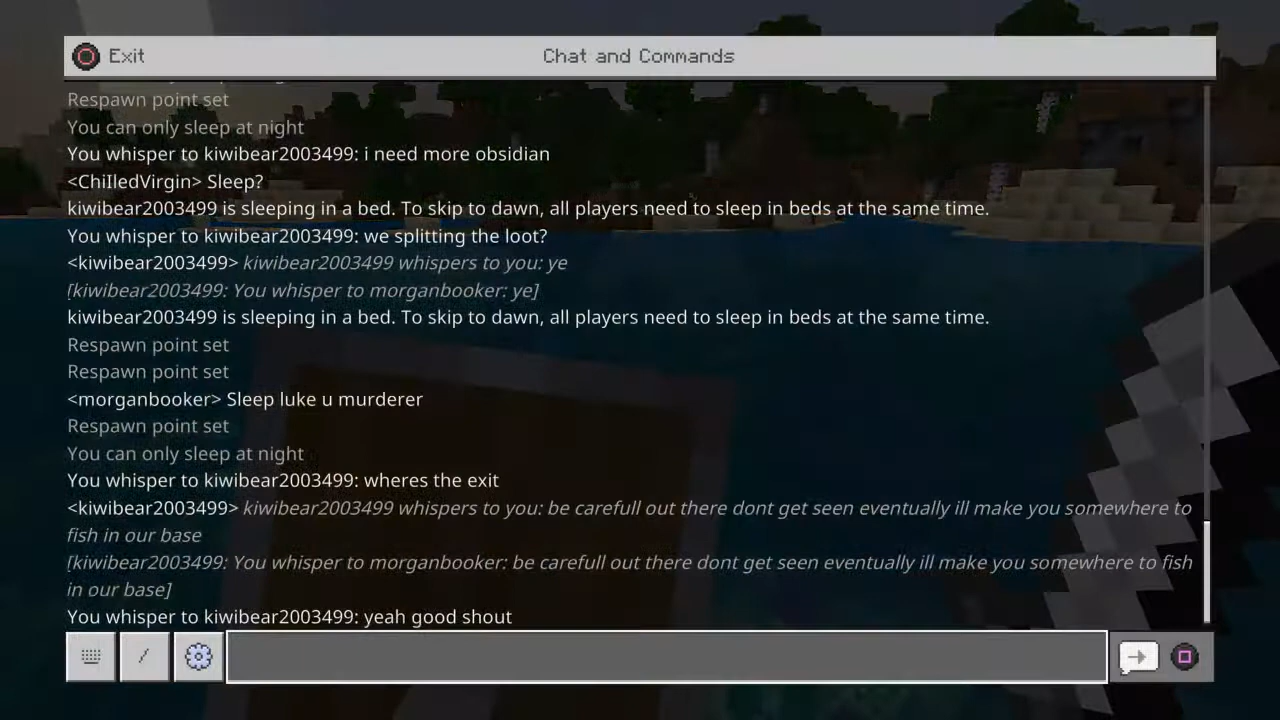 Exit
Chat and Commands
Respawn point set
You can only sleep at night
You whisper to kiwibear2003499: i need more obsidian
<ChiIledVirgin> Sleep?
kiwibear2003499 is sleeping in a bed. To skip to dawn, all players need to sleep in beds at the same time.
You whisper to kiwibear2003499: we splitting the loot?
<kiwibear2003499> kiwibear2003499 whispers to you: ye
[kiwibear2003499: You whisper to morganbooker: ye]
kiwibear2003499 is sleeping in a bed. To skip to dawn, all players need to sleep in beds at the same time.
Respawn point set
Respawn point set
<morganbooker> Sleep luke u murderer
Respawn point set
You can only sleep at night
You whisper to kiwibear2003499: wheres the exit
<kiwibear2003499> kiwibear2003499 whispers to you: be carefull out there dont get seen eventually ill make you somewhere to
fish in our base
[kiwibear2003499: You whisper to morganbooker: be carefull out there dont get seen eventually ill make you somewhere to fish
in our base]
You whisper to kiwibear2003499: yeah good shout